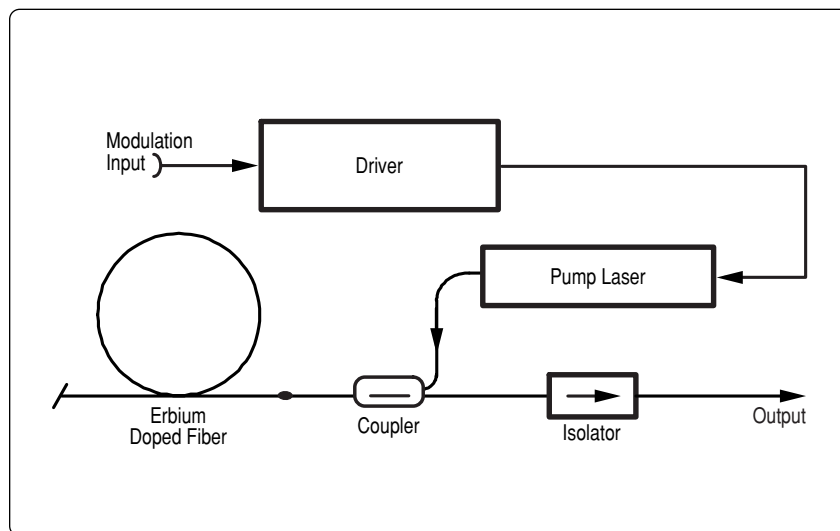 Modulation
Input
Driver
Pump Laser
Erbium
Doped Fiber
Coupler
Isolator
Output